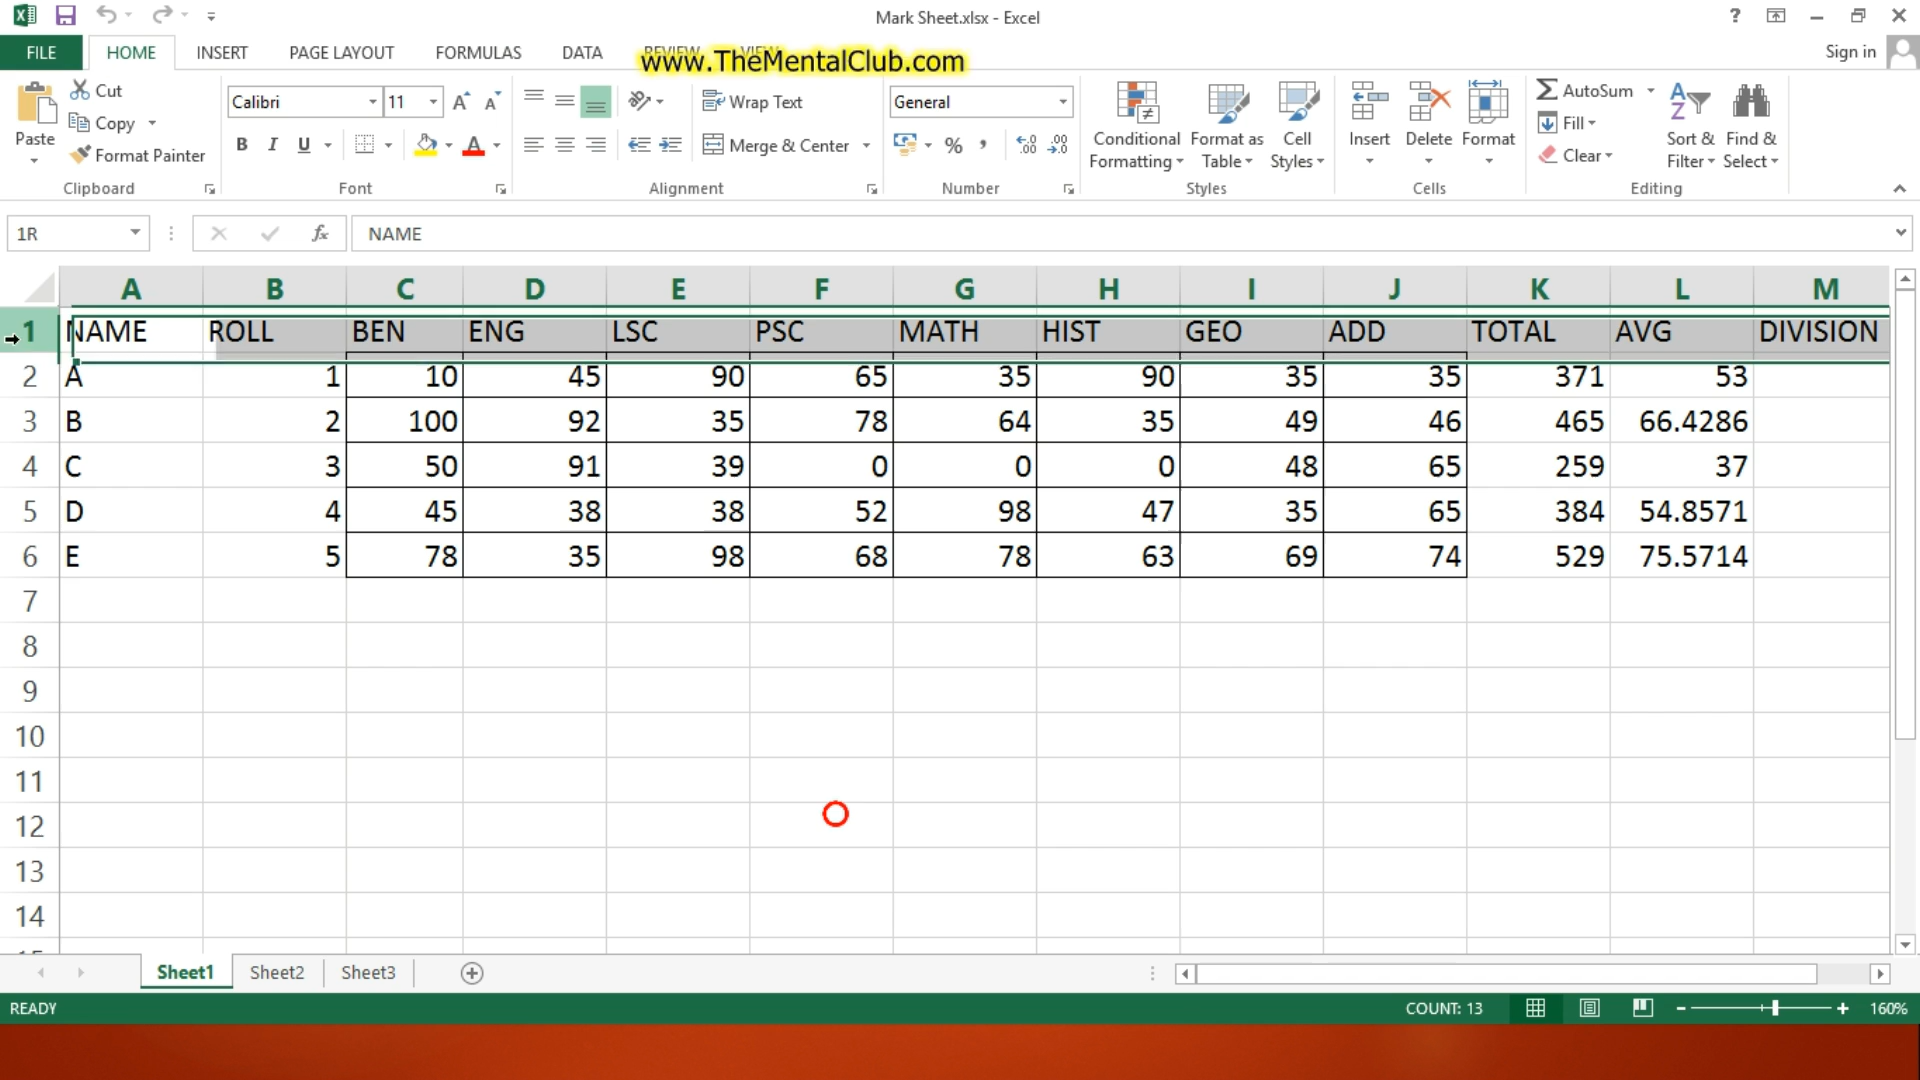 Mark Sheet.xlsx - Excel
FILE HOME INSERT PAGE LAYOUT FORMULAS DATA REVIEW VIEW Sign in
www.TheMentalClub.com
Paste
Cut
Copy
Format Painter
Clipboard
Calibri 11
B I U
Font
Wrap Text
Merge & Center
Alignment
General
%
Number
Conditional Formatting
Format as Table
Cell Styles
Styles
Insert
Delete
Format
Cells
AutoSum
Fill
Clear
Sort & Filter
Find & Select
Editing
1R fx NAME
A B C D E F G H I J K L M
1 NAME ROLL BEN ENG LSC PSC MATH HIST GEO ADD TOTAL AVG DIVISION
2 A 1 10 45 90 65 35 90 35 35 371 53
3 B 2 100 92 35 78 64 35 49 46 465 66.4286
4 C 3 50 91 39 0 0 0 48 65 259 37
5 D 4 45 38 38 52 98 47 35 65 384 54.8571
6 E 5 78 35 98 68 78 63 69 74 529 75.5714
7
8
9
10
11
12
13
14
Sheet1 Sheet2 Sheet3
READY COUNT: 13 160%